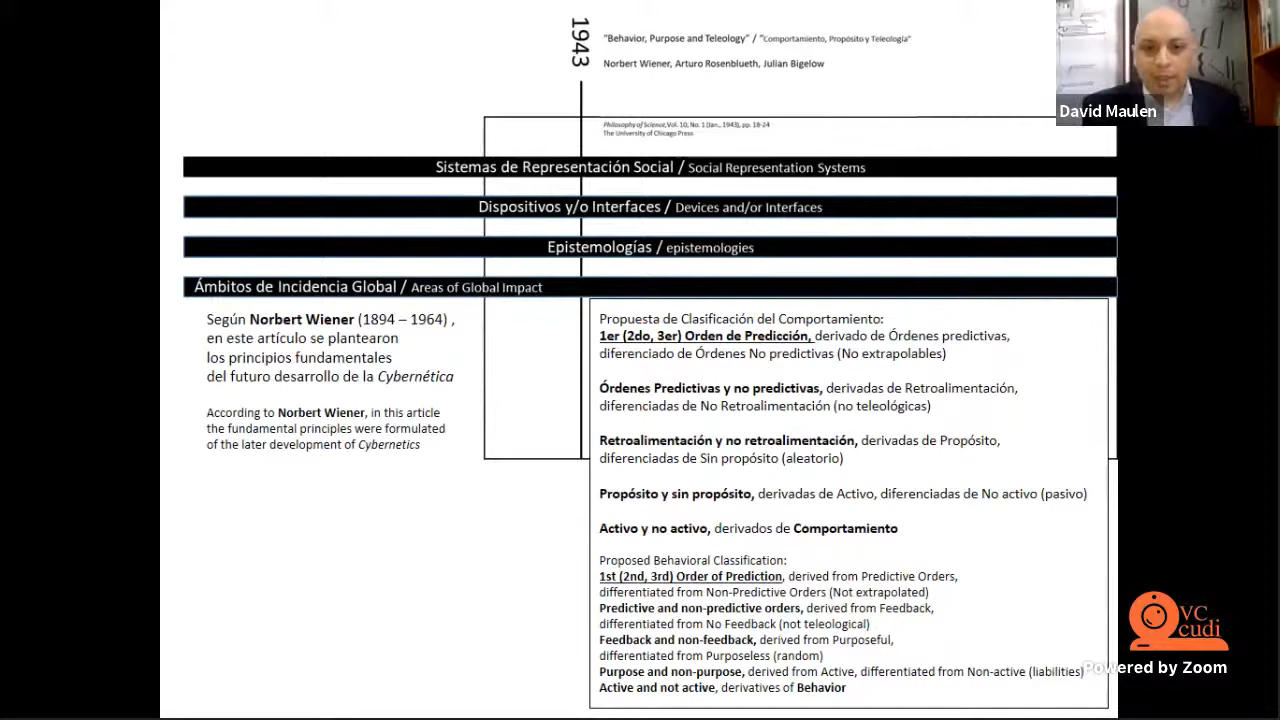 1943
"Behavior, Purpose and Teleology" / "Comportamiento, Propósito y Teleología"
Norbert Wiener, Arturo Rosenblueth, Julian Bigelow
David Maulen
Philosophy of Science, Vol. 10, No. 1 (Jan., 1943), pp. 18-24
The University of Chicago Press
Sistemas de Representación Social / Social Representation Systems
Dispositivos y/o Interfaces / Devices and/or Interfaces
Epistemologías / epistemologies
Ámbitos de Incidencia Global / Areas of Global Impact
Según Norbert Wiener (1894 – 1964) ,
en este artículo se plantearon
los principios fundamentales
del futuro desarrollo de la Cybernética
According to Norbert Wiener, in this article
the fundamental principles were formulated
of the later development of Cybernetics
Propuesta de Clasificación del Comportamiento:
1er (2do, 3er) Orden de Predicción, derivado de Órdenes predictivas,
diferenciado de Órdenes No predictivas (No extrapolables)
Órdenes Predictivas y no predictivas, derivadas de Retroalimentación,
diferenciadas de No Retroalimentación (no teleológicas)
Retroalimentación y no retroalimentación, derivadas de Propósito,
diferenciadas de Sin propósito (aleatorio)
Propósito y sin propósito, derivadas de Activo, diferenciadas de No activo (pasivo)
Activo y no activo, derivados de Comportamiento
Proposed Behavioral Classification:
1st (2nd, 3rd) Order of Prediction, derived from Predictive Orders,
differentiated from Non-Predictive Orders (Not extrapolated)
Predictive and non-predictive orders, derived from Feedback,
differentiated from No Feedback (not teleological)
Feedback and non-feedback, derived from Purposeful,
differentiated from Purposeless (random)
Purpose and non-purpose, derived from Active, differentiated from Non-active (liabilities)
Active and not active, derivatives of Behavior
VC
cudi
Powered by Zoom